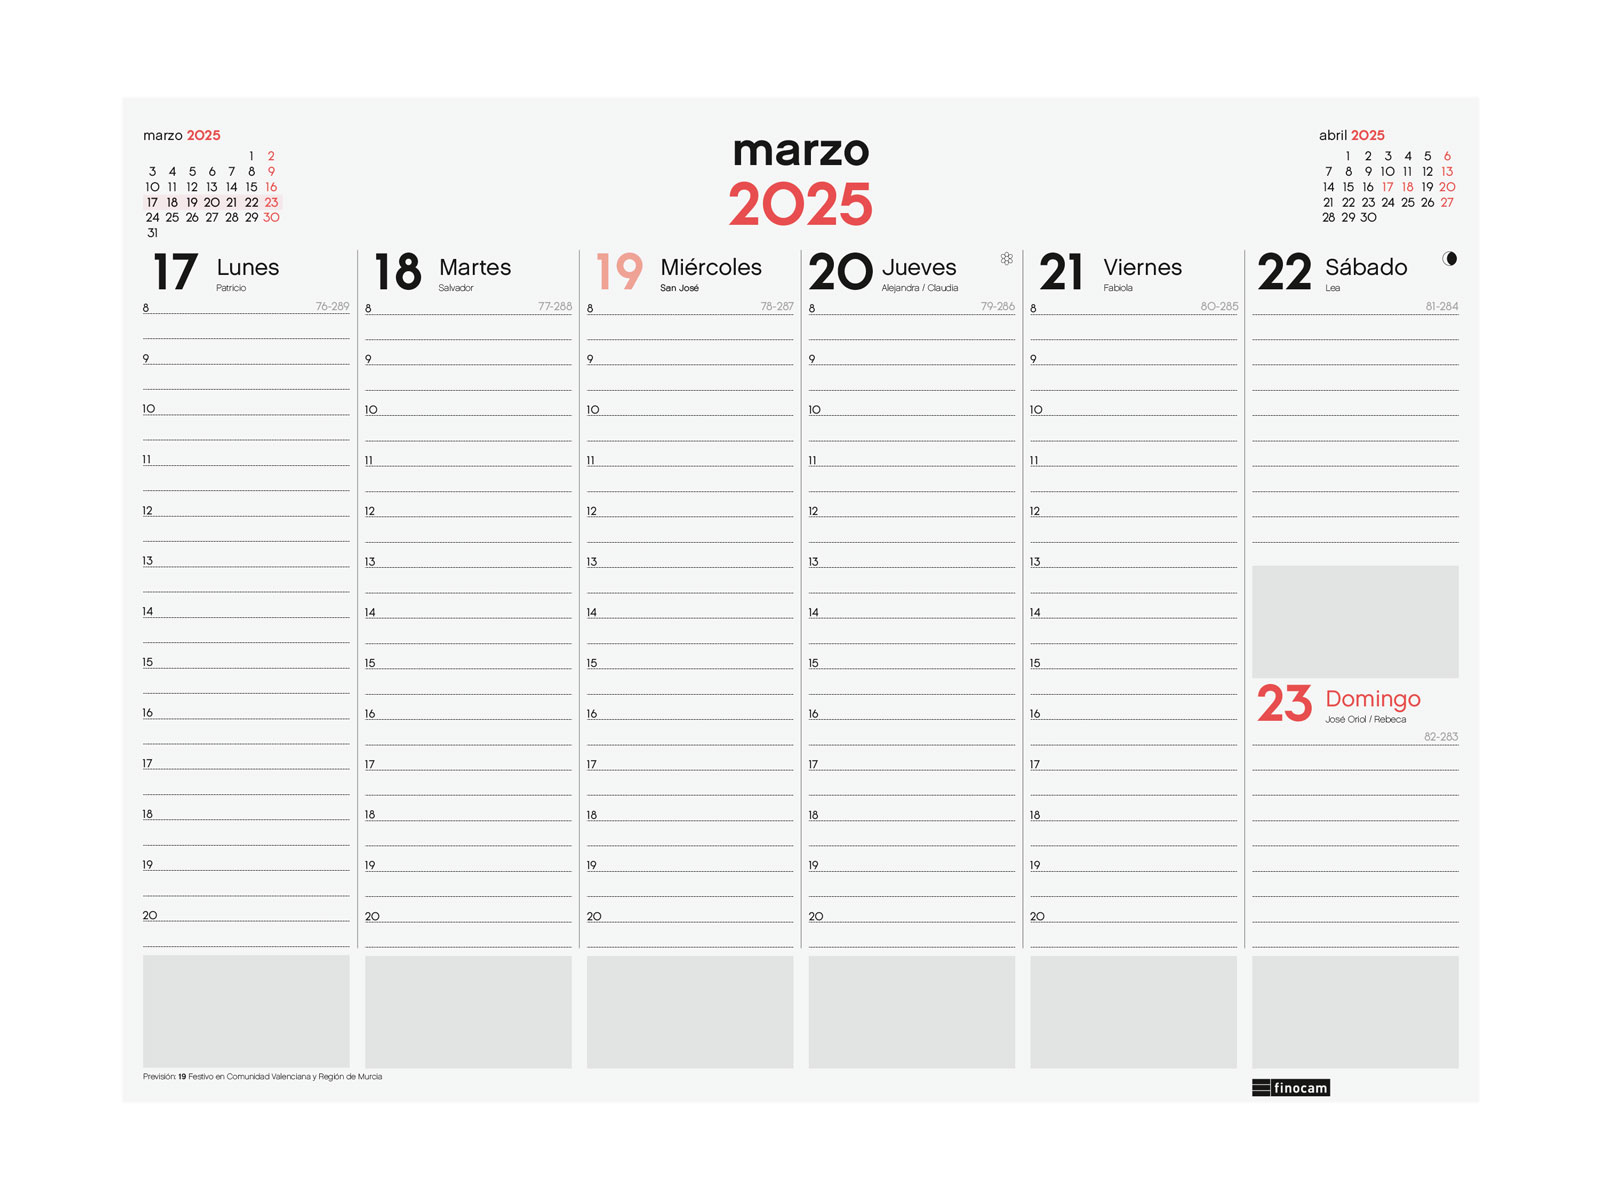 marzo 2025
1 2
3 4 5 6 7 8 9
10 11 12 13 14 15 16
17 18 19 20 21 22 23
24 25 26 27 28 29 30
31
marzo
2025
abril 2025
1 2 3 4 5 6
7 8 9 10 11 12 13
14 15 16 17 18 19 20
21 22 23 24 25 26 27
28 29 30
17 Lunes
Patricio
76-289
8
9
10
11
12
13
14
15
16
17
18
19
20
18 Martes
Salvador
77-288
8
9
10
11
12
13
14
15
16
17
18
19
20
19 Miércoles
San José
78-287
8
9
10
11
12
13
14
15
16
17
18
19
20
20 Jueves
Alejandra / Claudia
79-286
8
9
10
11
12
13
14
15
16
17
18
19
20
21 Viernes
Fabiola
80-285
8
9
10
11
12
13
14
15
16
17
18
19
20
22 Sábado
Lea
81-284
23 Domingo
José Oriol / Rebeca
82-283
Previsión: 19 Festivo en Comunidad Valenciana y Región de Murcia
finocam